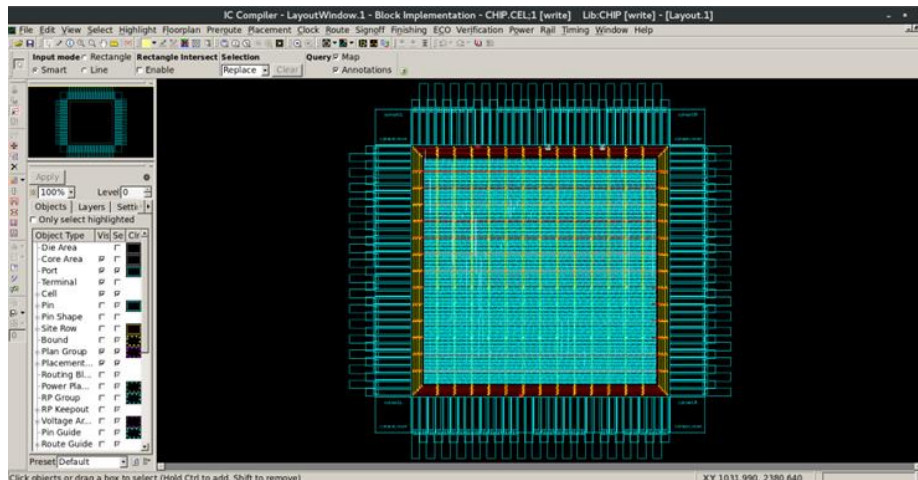 IC Compiler - LayoutWindow.1 - Block Implementation - CHIP.CEL;1 [write] Lib:CHIP [write] - [Layout.1]
File Edit View Select Highlight Floorplan Preroute Placement Clock Route Signoff Finishing ECO Verification Power Rail Timing Window Help
Input mode Rectangle Rectangle Intersect Selection Query Map
Smart Line Enable Replace Clear Annotations
Apply
100% Level 0
Objects Layers Setti
Only select highlighted
Object Type Vis Se Clr
Die Area
Core Area
Port
Terminal
Cell
Pin
Pin Shape
Site Row
Bound
Plan Group
Placement...
Routing Bl...
Power Pla...
RP Group
RP Keepout
Voltage Ar...
Pin Guide
Route Guide
Preset Default
Click objects or drag a box to select (Hold Ctrl to add, Shift to remove)
XY 1031.990, 2380.640